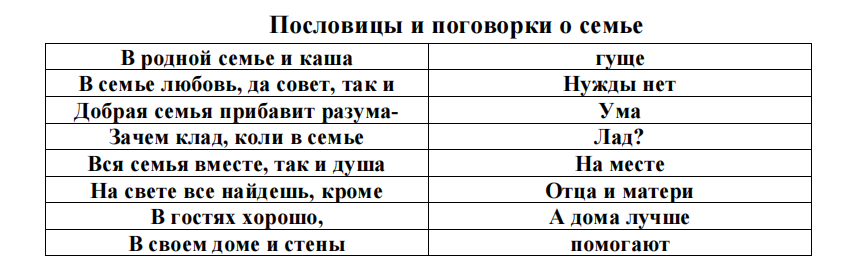 Пословицы и поговорки о семье
В родной семье и каша гуще
В семье любовь, да совет, так и Нужды нет
Добрая семья прибавит разума- Ума
Зачем клад, коли в семье Лад?
Вся семья вместе, так и душа На месте
На свете все найдешь, кроме Отца и матери
В гостях хорошо, А дома лучше
В своем доме и стены помогают